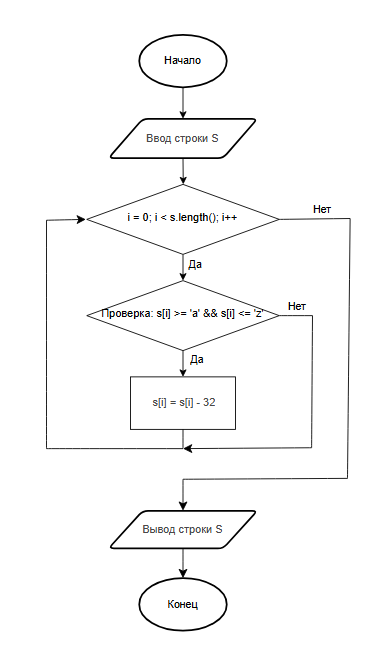 Начало
Ввод строки S
i = 0; i < s.length(); i++
Нет
Да
Проверка: s[i] >= 'a' && s[i] <= 'z'
Нет
Да
s[i] = s[i] - 32
Вывод строки S
Конец